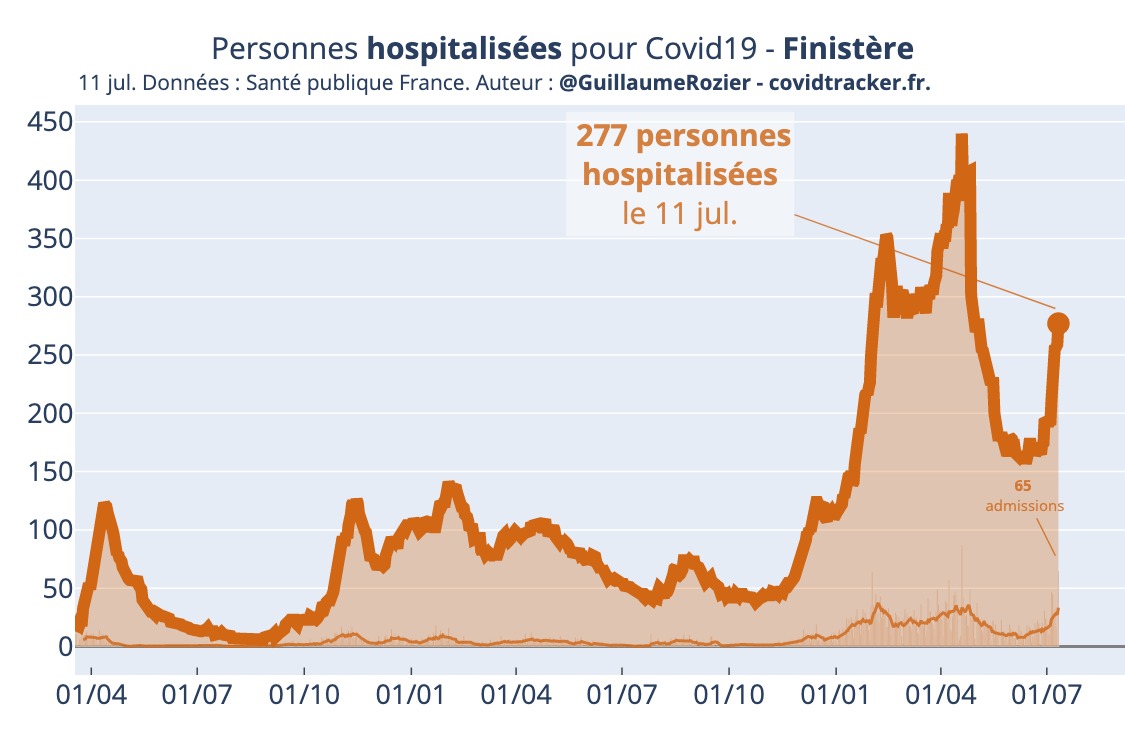 Personnes hospitalisées pour Covid19 - Finistère
11 jul. Données : Santé publique France. Auteur : @GuillaumeRozier - covidtracker.fr.
450
277 personnes
hospitalisées
le 11 jul.
400
350
300
250
200
150
65
admissions
100
50
0
01/04 01/07 01/10 01/01 01/04 01/07 01/10 01/01 01/04 01/07